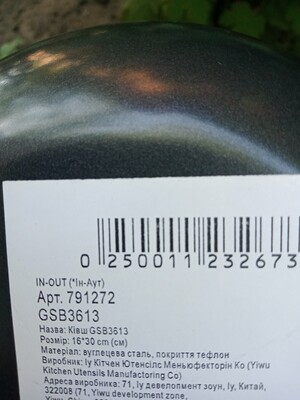 0 250011 232673
IN-OUT (*Ін-Аут)
Арт. 791272
GSB3613
Назва: Ківш GSB3613
Розмір: 16*30 cm (см)
Матеріал: вуглецева сталь, покриття тефлон
Виробник: Іу Кітчен Ютенсілс Меньюфекторін Ко (Yiwu
Kitchen Utensils Manufactoring Co)
Адреса виробника: 71, Іу девелопмент зоун, Іу, Китай,
322008 (71, Yiwu development zone,